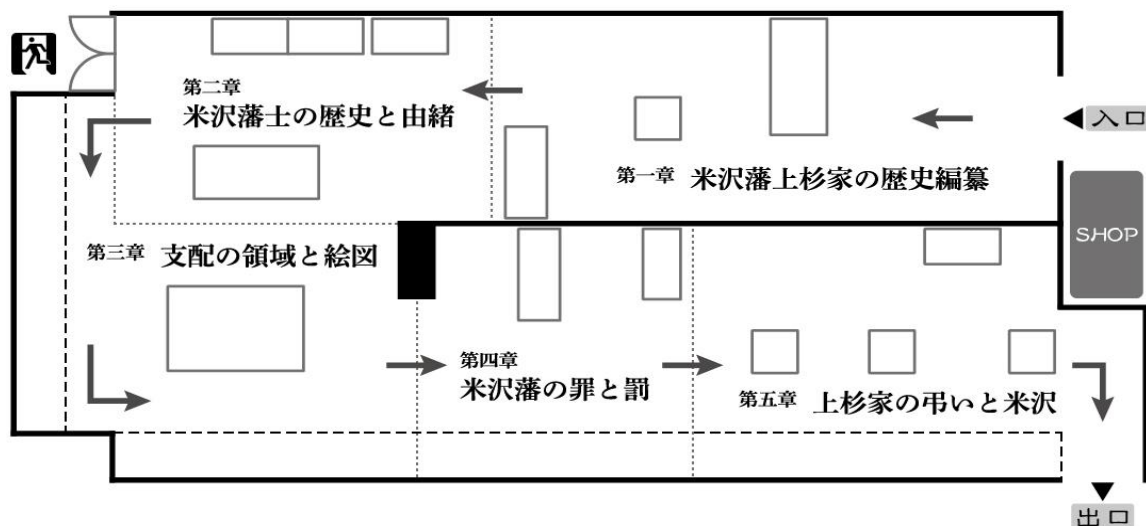 入口
第一章
米沢藩上杉家の歴史編纂
第二章
米沢藩士の歴史と由緒
第三章
支配の領域と絵図
第四章
米沢藩の罪と罰
第五章
上杉家の弔いと米沢
SHOP
出口